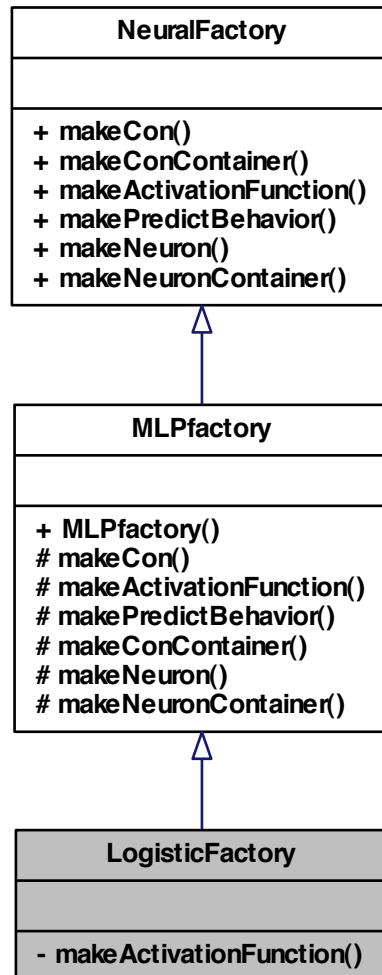 NeuralFactory
+ makeCon()
+ makeConContainer()
+ makeActivationFunction()
+ makePredictBehavior()
+ makeNeuron()
+ makeNeuronContainer()
MLPfactory
+ MLPfactory()
# makeCon()
# makeActivationFunction()
# makePredictBehavior()
# makeConContainer()
# makeNeuron()
# makeNeuronContainer()
LogisticFactory
- makeActivationFunction()